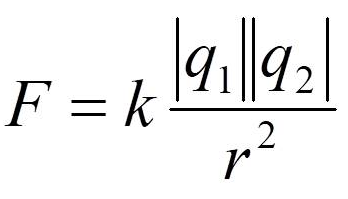 F = k |q₁||q₂| / r²